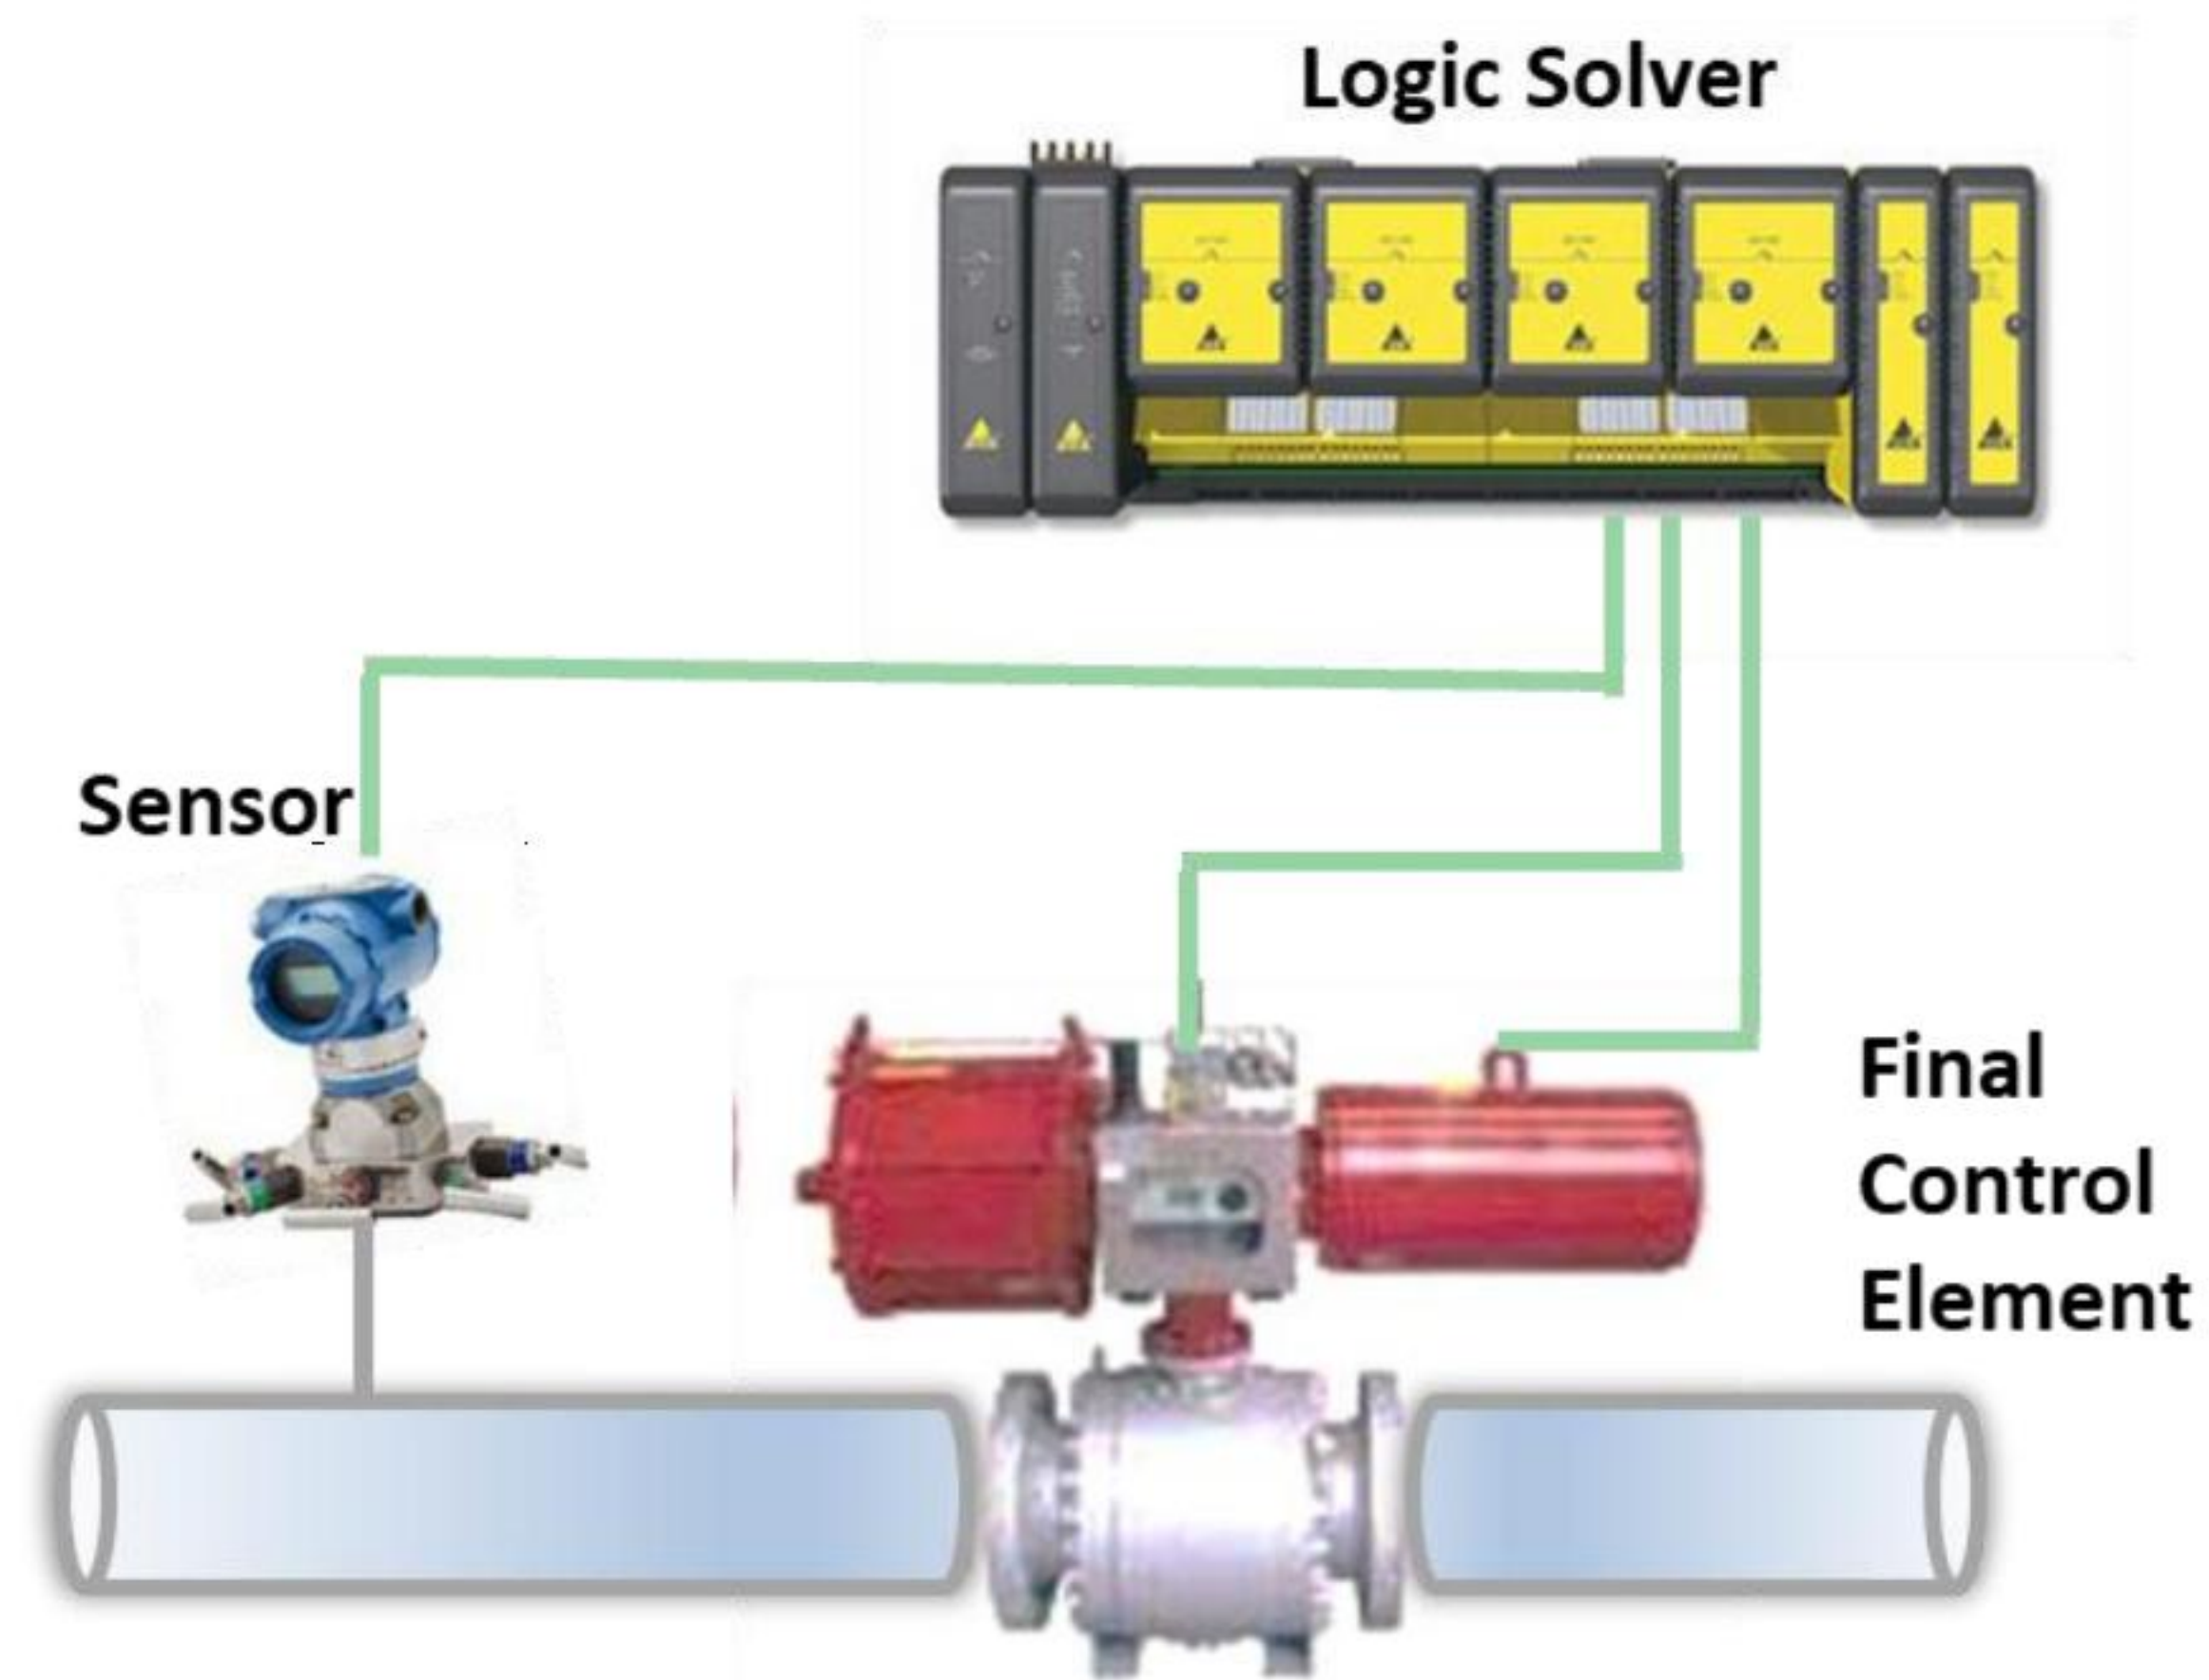 Logic Solver
Sensor
Final
Control
Element